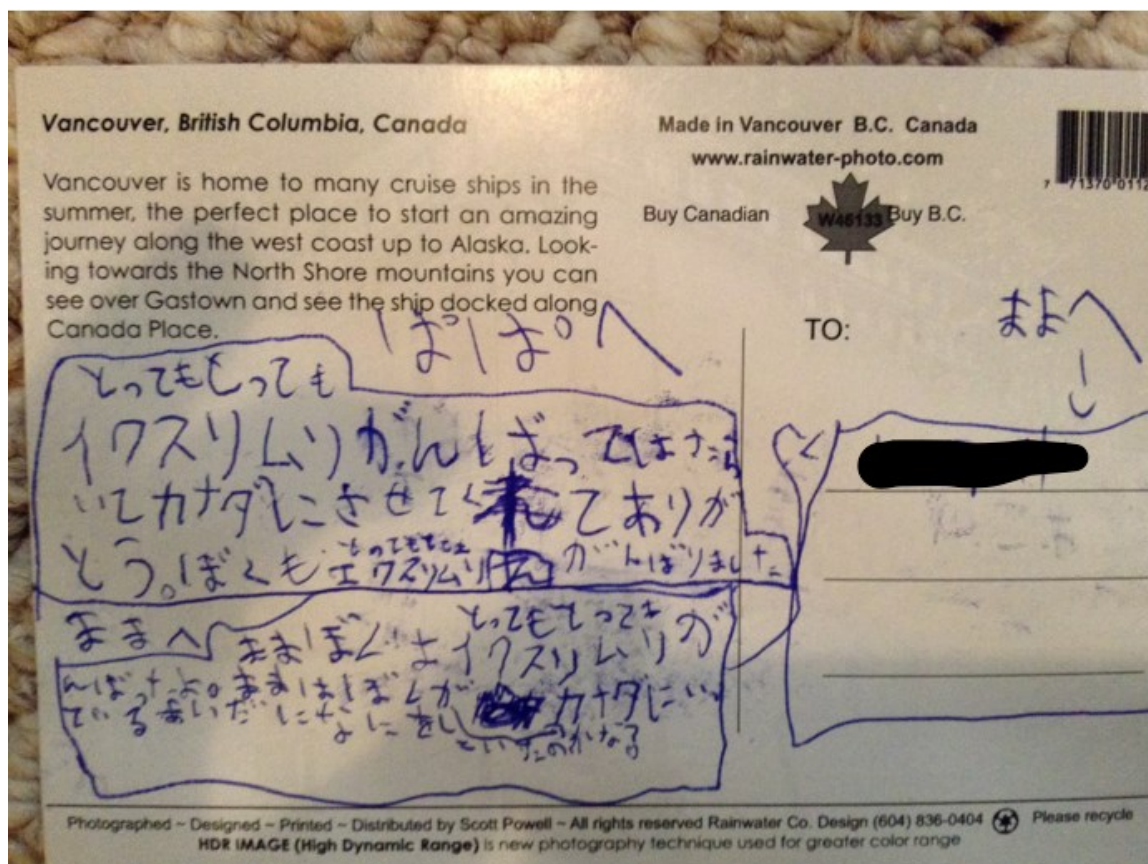 Vancouver, British Columbia, Canada
Vancouver is home to many cruise ships in the
summer, the perfect place to start an amazing
journey along the west coast up to Alaska. Look-
ing towards the North Shore mountains you can
see over Gastown and see the ship docked along
Canada Place.
Made in Vancouver B.C. Canada
www.rainwater-photo.com
Buy Canadian
W46133
Buy B.C.
7 71370 0112
ぱぱへ
とってもとっても
イクスリムリがんばってはたら
いてカナダにきさせてくれてありが
とう。ぼくも
とってもとっても
エクスリムリ
がんばりました
ままへ
とってもとっても
ままぼくはイクスリムリが
んばったよ。ままはぼくがカナダにい
ているあいだになにをし
ていたのかな?
TO:
まよへ
Photographed ~ Designed ~ Printed ~ Distributed by Scott Powell ~ All rights reserved Rainwater Co. Design (604) 836-0404
Please recycle
HDR IMAGE (High Dynamic Range) is new photography technique used for greater color range